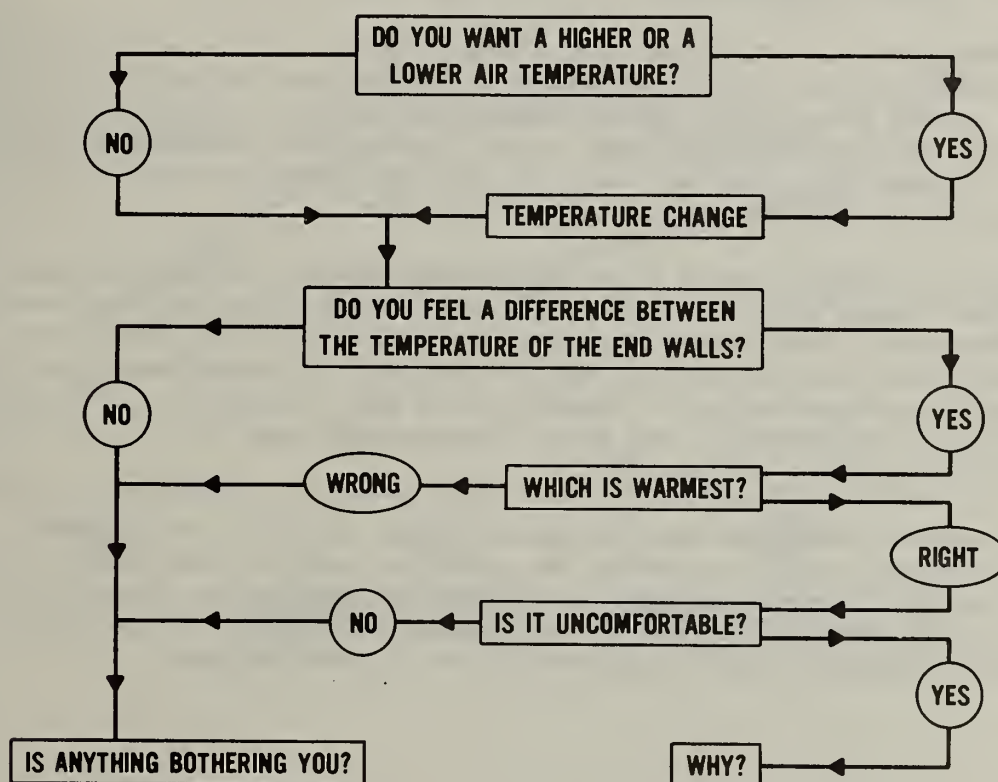 DO YOU WANT A HIGHER OR A
LOWER AIR TEMPERATURE?
NO
YES
TEMPERATURE CHANGE
DO YOU FEEL A DIFFERENCE BETWEEN
THE TEMPERATURE OF THE END WALLS?
NO
YES
WRONG
WHICH IS WARMEST?
RIGHT
NO
IS IT UNCOMFORTABLE?
YES
IS ANYTHING BOTHERING YOU?
WHY?